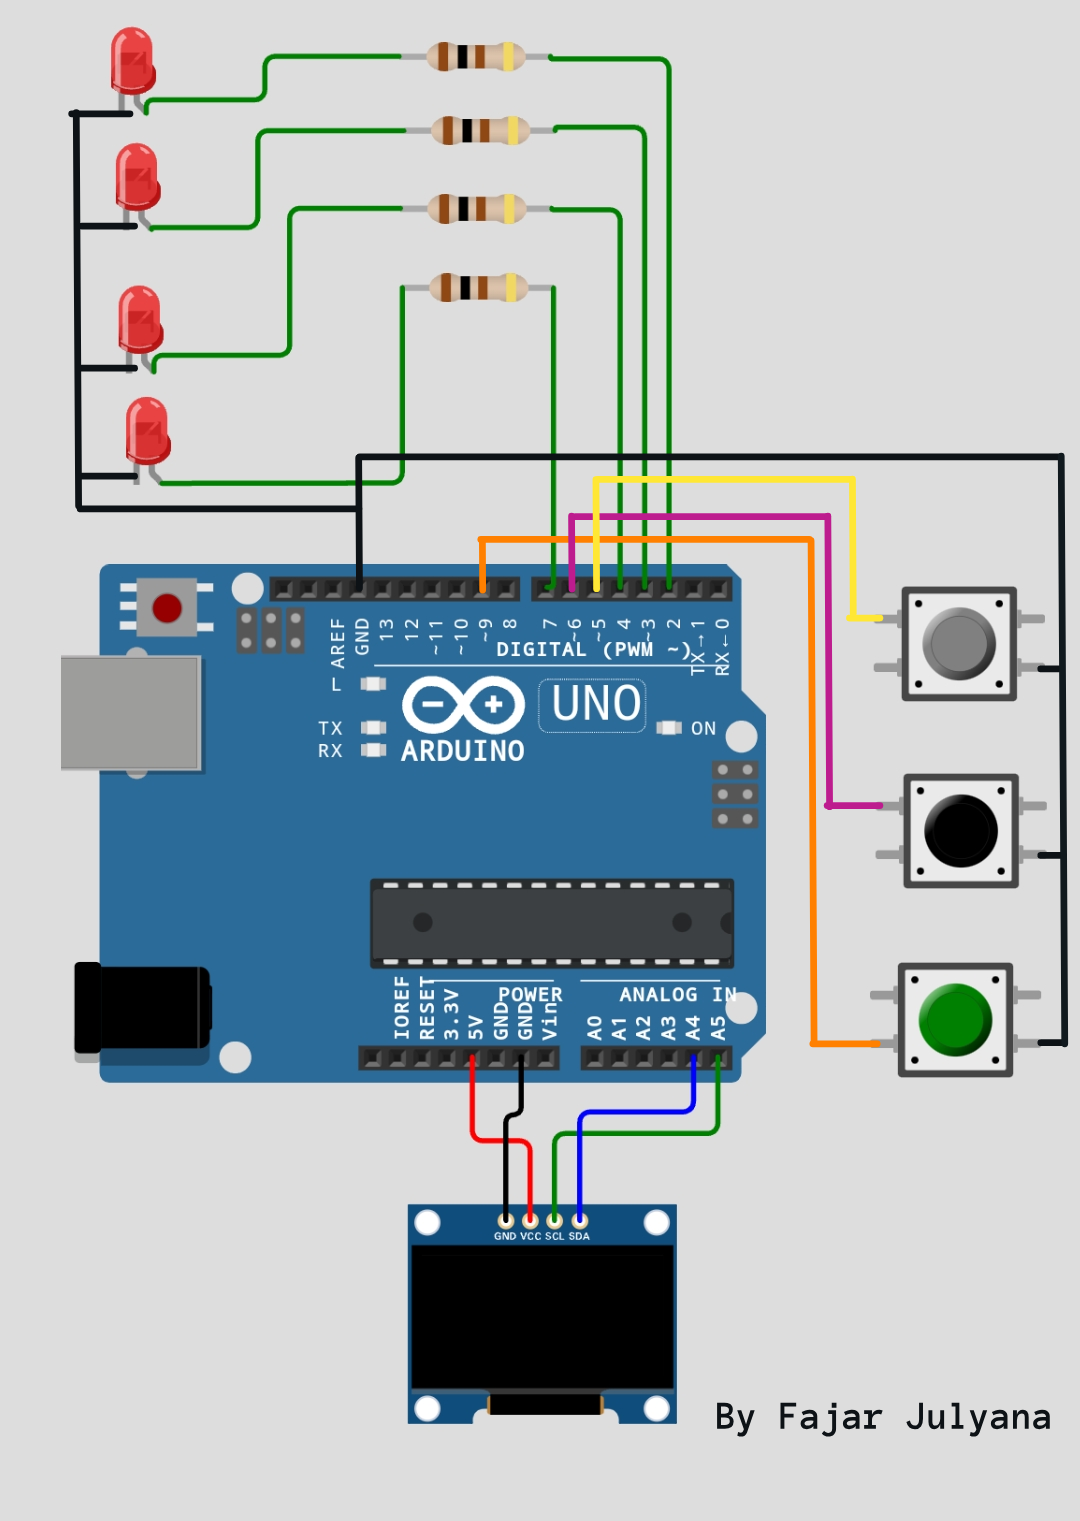 AREF
GND
13
12
~11
~10
~9
8
7
~6
~5
4
~3
2
TX→1
RX←0
DIGITAL (PWM ~)
L
TX
RX
ARDUINO
UNO
ON
IOREF
RESET
3.3V
5V
GND
GND
Vin
POWER
ANALOG IN
A0
A1
A2
A3
A4
A5
GND VCC SCL SDA
By Fajar Julyana